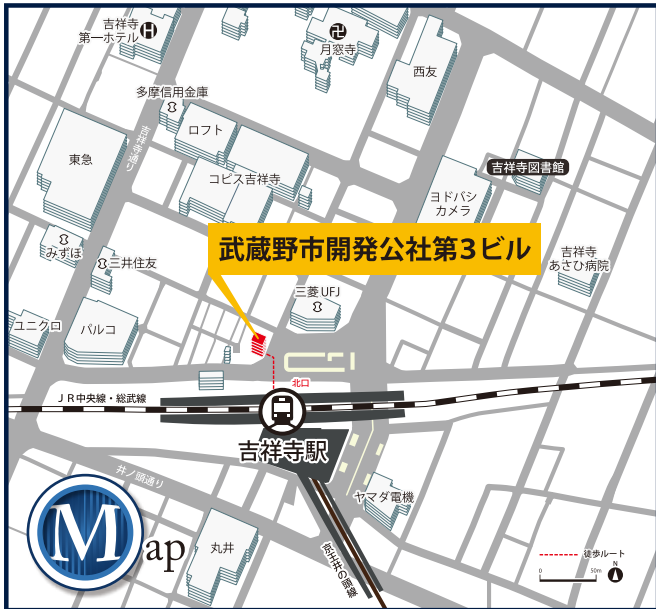 吉祥寺
第一ホテル
H
月窓寺
西友
多摩信用金庫
ロフト
吉祥寺通り
東急
コピス吉祥寺
吉祥寺図書館
ヨドバシ
カメラ
武蔵野市開発公社第3ビル
みずほ
三井住友
吉祥寺
あさひ病院
三菱UFJ
ユニクロ
パルコ
北口
JR中央線・総武線
吉祥寺駅
井ノ頭通り
ヤマダ電機
Map
丸井
京王井の頭線
徒歩ルート
0 50m
N